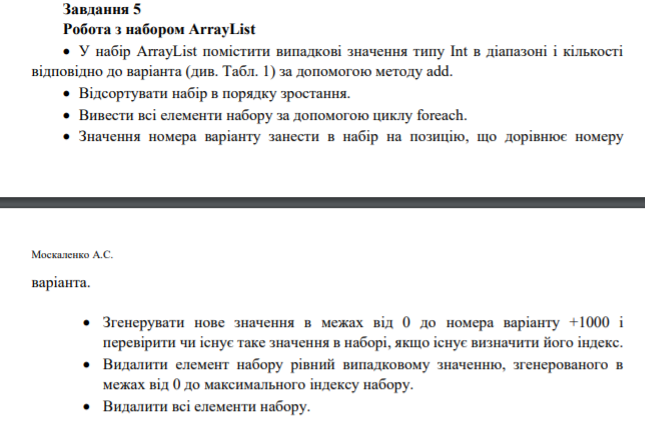 Завдання 5
Робота з набором ArrayList
• У набір ArrayList помістити випадкові значення типу Int в діапазоні і кількості
відповідно до варіанта (див. Табл. 1) за допомогою методу add.
• Відсортувати набір в порядку зростання.
• Вивести всі елементи набору за допомогою циклу foreach.
• Значення номера варіанту занести в набір на позицію, що дорівнює номеру
Москаленко А.С.
варіанта.
• Згенерувати нове значення в межах від 0 до номера варіанту +1000 і
перевірити чи існує таке значення в наборі, якщо існує визначити його індекс.
• Видалити елемент набору рівний випадковому значенню, згенерованого в
межах від 0 до максимального індексу набору.
• Видалити всі елементи набору.